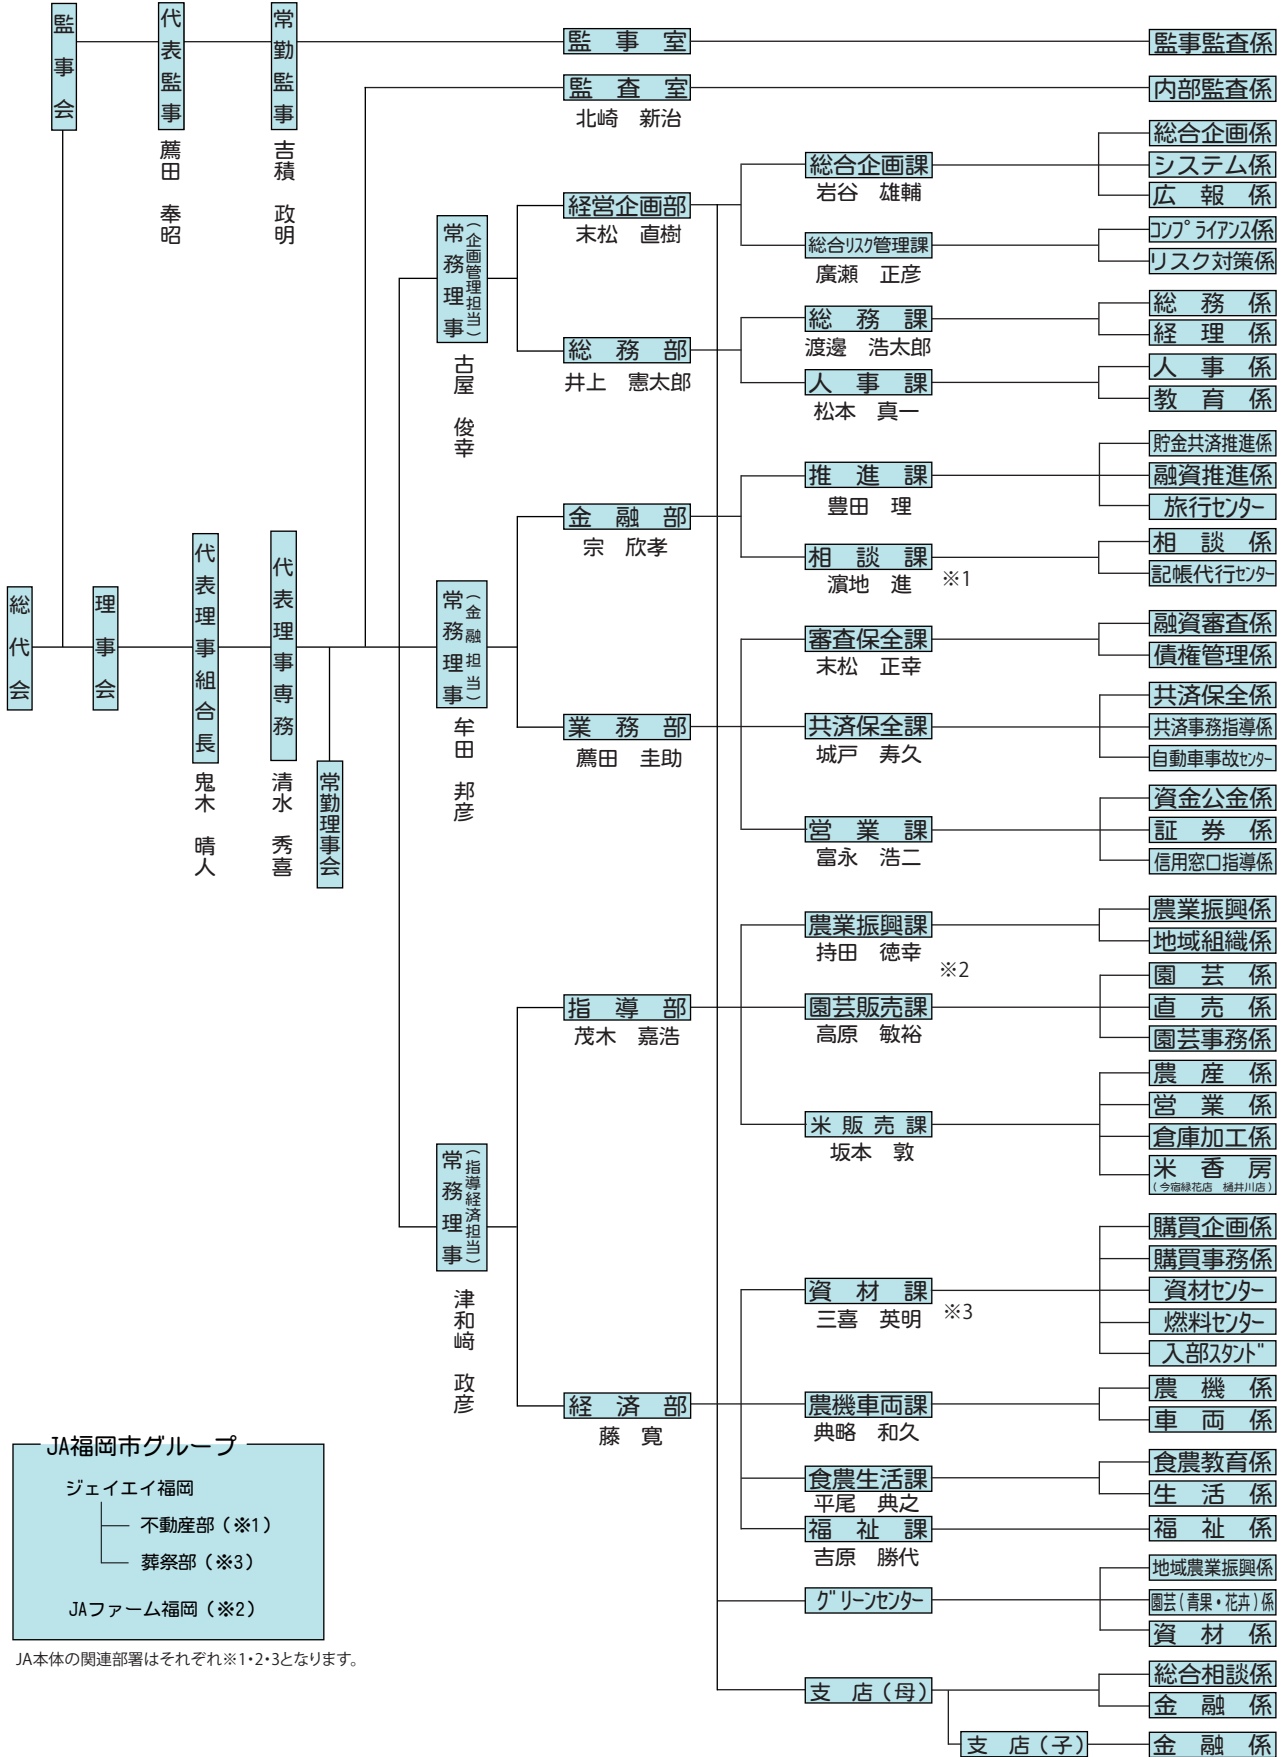 監事会
代表監事
薦田 奉昭
常勤監事
吉積 政明
監 事 室
監事監査係
監 査 室
北崎 新治
内部監査係
総代会
理事会
代表理事組合長
鬼木 晴人
代表理事専務
清水 秀喜
常勤理事会
常務理事
(企画管理担当)
古屋 俊幸
経営企画部
末松 直樹
総合企画課
岩谷 雄輔
総合企画係
システム係
広 報 係
総合リスク管理課
廣瀬 正彦
コンプライアンス係
リスク対策係
総 務 部
井上 憲太郎
総 務 課
渡邊 浩太郎
総 務 係
経 理 係
人 事 課
松本 真一
人 事 係
教 育 係
常務理事
(金融担当)
牟田 邦彦
金 融 部
宗 欣孝
推 進 課
豊田 理
貯金共済推進係
融資推進係
旅行センター
相 談 課
濵地 進 ※1
相 談 係
記帳代行センター
業 務 部
薦田 圭助
審査保全課
末松 正幸
融資審査係
債権管理係
共済保全課
城戸 寿久
共済保全係
共済事務指導係
自動車事故センター
営 業 課
富永 浩二
資金公金係
証 券 係
信用窓口指導係
常務理事
(指導経済担当)
津和﨑 政彦
指 導 部
茂木 嘉浩
農業振興課
持田 徳幸
※2
農業振興係
地域組織係
園芸販売課
高原 敏裕
園 芸 係
直 売 係
園芸事務係
米 販 売 課
坂本 敦
農 産 係
営 業 係
倉庫加工係
米 香 房
(今宿緑花店 樋井川店)
経 済 部
藤 寛
資 材 課
三喜 英明 ※3
購買企画係
購買事務係
資材センター
燃料センター
入部スタンド
農機車両課
典略 和久
農 機 係
車 両 係
食農生活課
平尾 典之
食農教育係
生 活 係
福 祉 課
吉原 勝代
福 祉 係
グリーンセンター
地域農業振興係
園芸(青果・花卉)係
資 材 係
支 店(母)
総合相談係
金 融 係
支 店(子)
金 融 係
JA福岡市グループ
ジェイエイ福岡
不動産部(※1)
葬祭部(※3)
JAファーム福岡(※2)
JA本体の関連部署はそれぞれ※1・2・3となります。